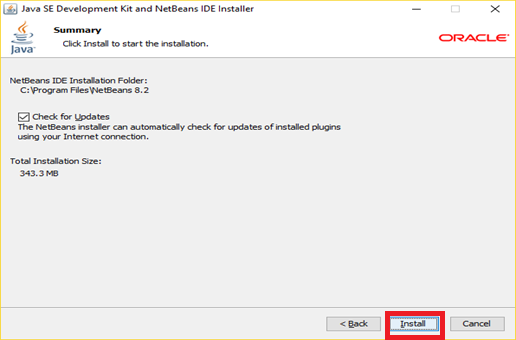 Java SE Development Kit and NetBeans IDE Installer
Java
Summary
Click Install to start the installation.
ORACLE
NetBeans IDE Installation Folder:
C:\Program Files\NetBeans 8.2
Check for Updates
The NetBeans installer can automatically check for updates of installed plugins
using your Internet connection.
Total Installation Size:
343.3 MB
< Back
Install
Cancel